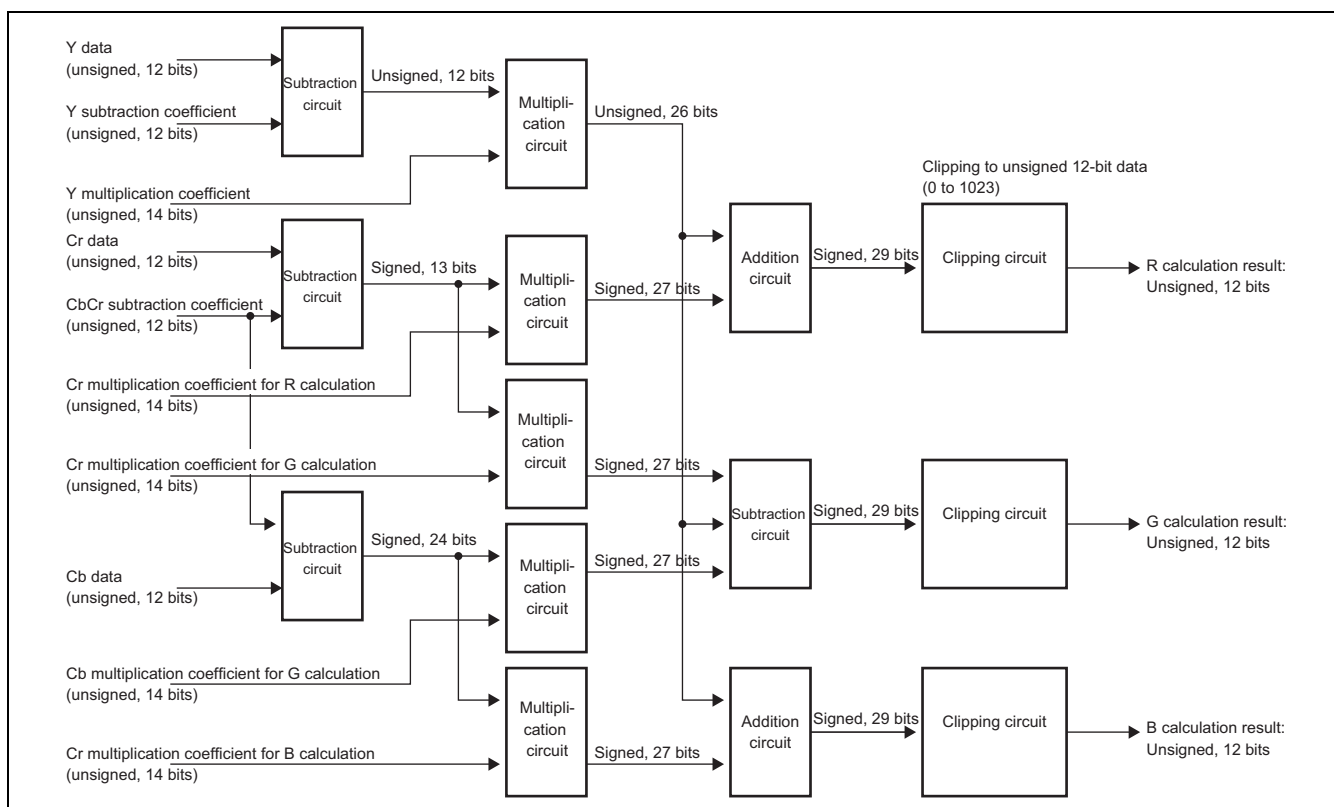 Y data
(unsigned, 12 bits)
Y subtraction coefficient
(unsigned, 12 bits)
Subtraction
circuit
Unsigned, 12 bits
Multipli-
cation
circuit
Unsigned, 26 bits
Y multiplication coefficient
(unsigned, 14 bits)
Cr data
(unsigned, 12 bits)
CbCr subtraction coefficient
(unsigned, 12 bits)
Subtraction
circuit
Signed, 13 bits
Multipli-
cation
circuit
Signed, 27 bits
Addition
circuit
Signed, 29 bits
Clipping to unsigned 12-bit data
(0 to 1023)
Clipping circuit
R calculation result:
Unsigned, 12 bits
Cr multiplication coefficient for R calculation
(unsigned, 14 bits)
Multipli-
cation
circuit
Cr multiplication coefficient for G calculation
(unsigned, 14 bits)
Signed, 27 bits
Subtraction
circuit
Signed, 29 bits
Clipping circuit
G calculation result:
Unsigned, 12 bits
Subtraction
circuit
Signed, 24 bits
Multipli-
cation
circuit
Signed, 27 bits
Cb data
(unsigned, 12 bits)
Cb multiplication coefficient for G calculation
(unsigned, 14 bits)
Multipli-
cation
circuit
Signed, 27 bits
Addition
circuit
Signed, 29 bits
Clipping circuit
B calculation result:
Unsigned, 12 bits
Cr multiplication coefficient for B calculation
(unsigned, 14 bits)